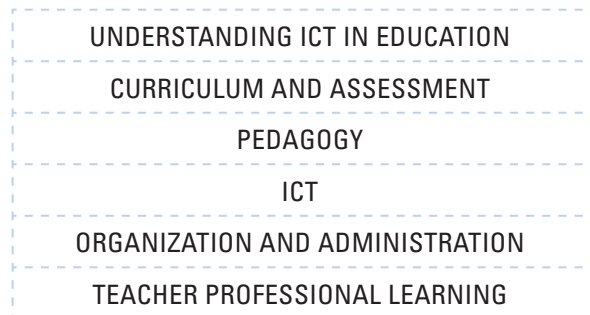 UNDERSTANDING ICT IN EDUCATION
CURRICULUM AND ASSESSMENT
PEDAGOGY
ICT
ORGANIZATION AND ADMINISTRATION
TEACHER PROFESSIONAL LEARNING